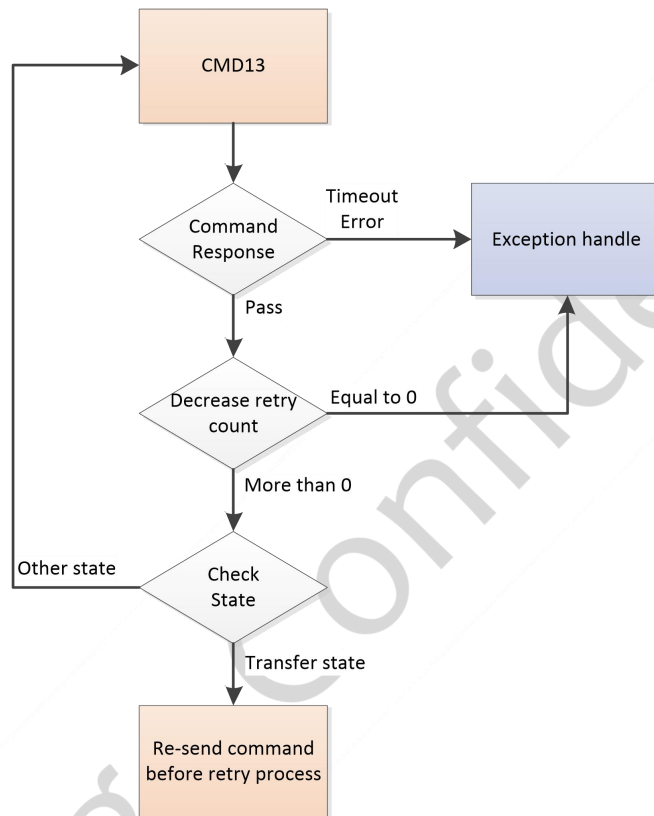 CMD13
Timeout
Error
Command
Response
Exception handle
Pass
Decrease retry
count
Equal to 0
More than 0
Other state
Check
State
Transfer state
Re-send command
before retry process